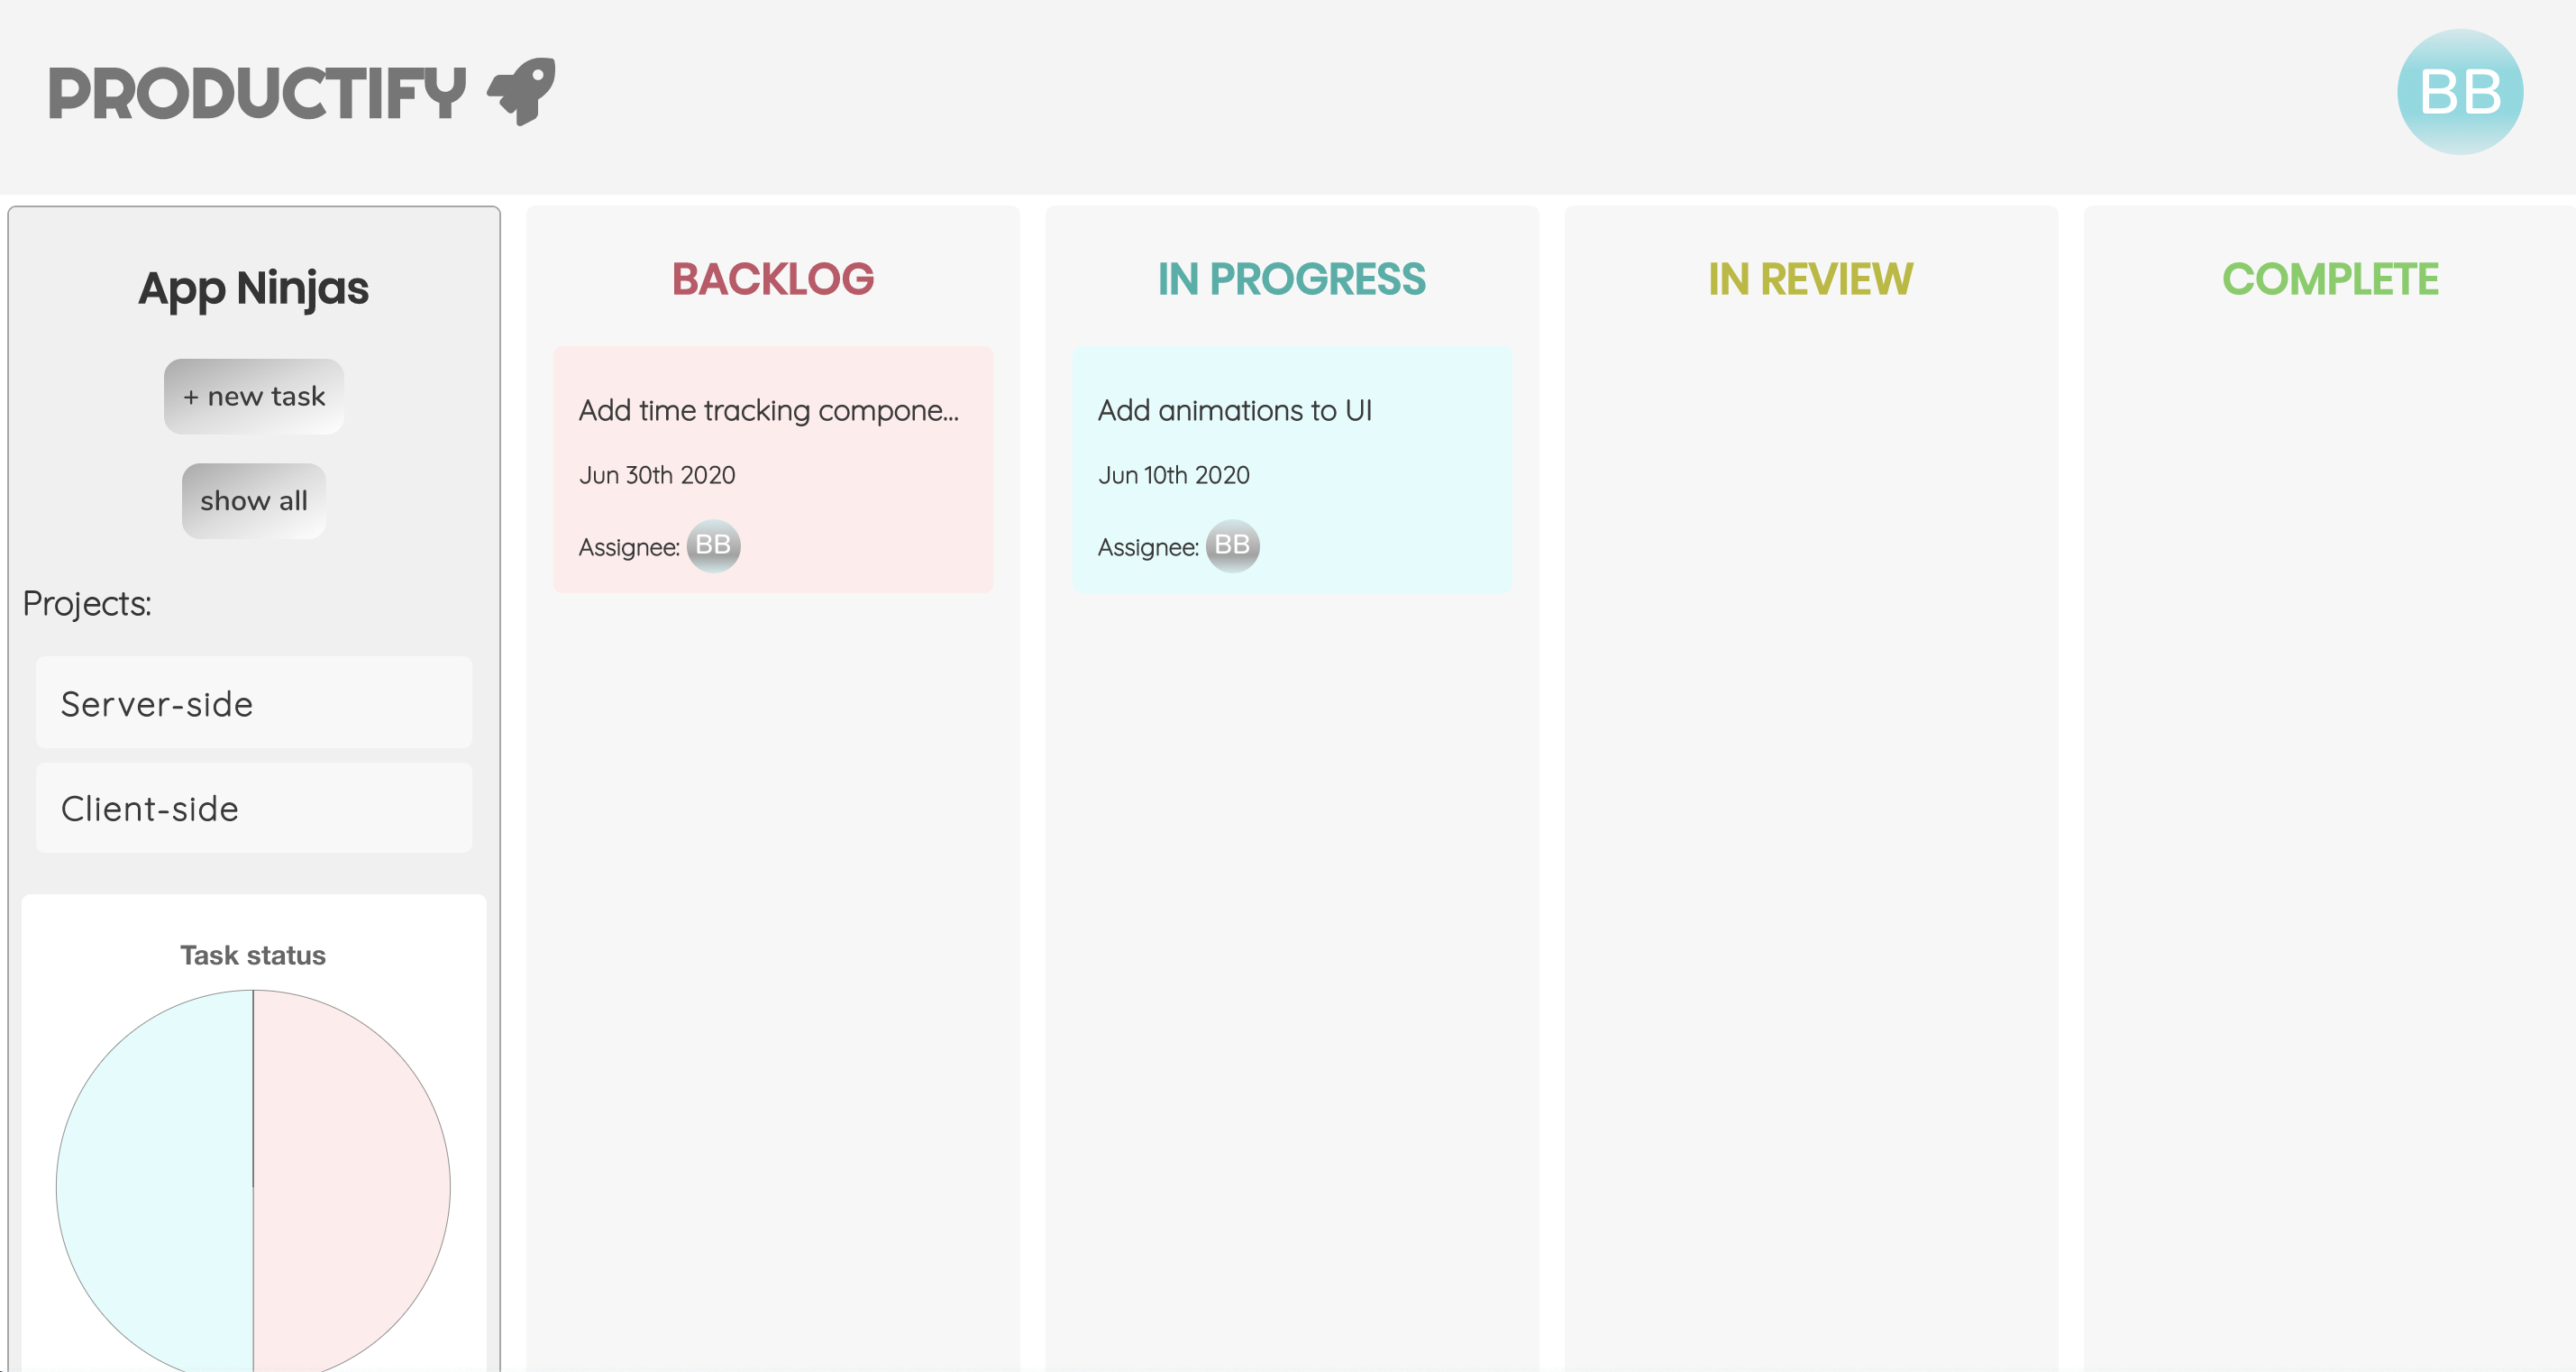 PRODUCTIFY
BB
App Ninjas
+ new task
show all
Projects:
Server-side
Client-side
Task status
BACKLOG
Add time tracking compone...
Jun 30th 2020
Assignee: BB
IN PROGRESS
Add animations to UI
Jun 10th 2020
Assignee: BB
IN REVIEW
COMPLETE